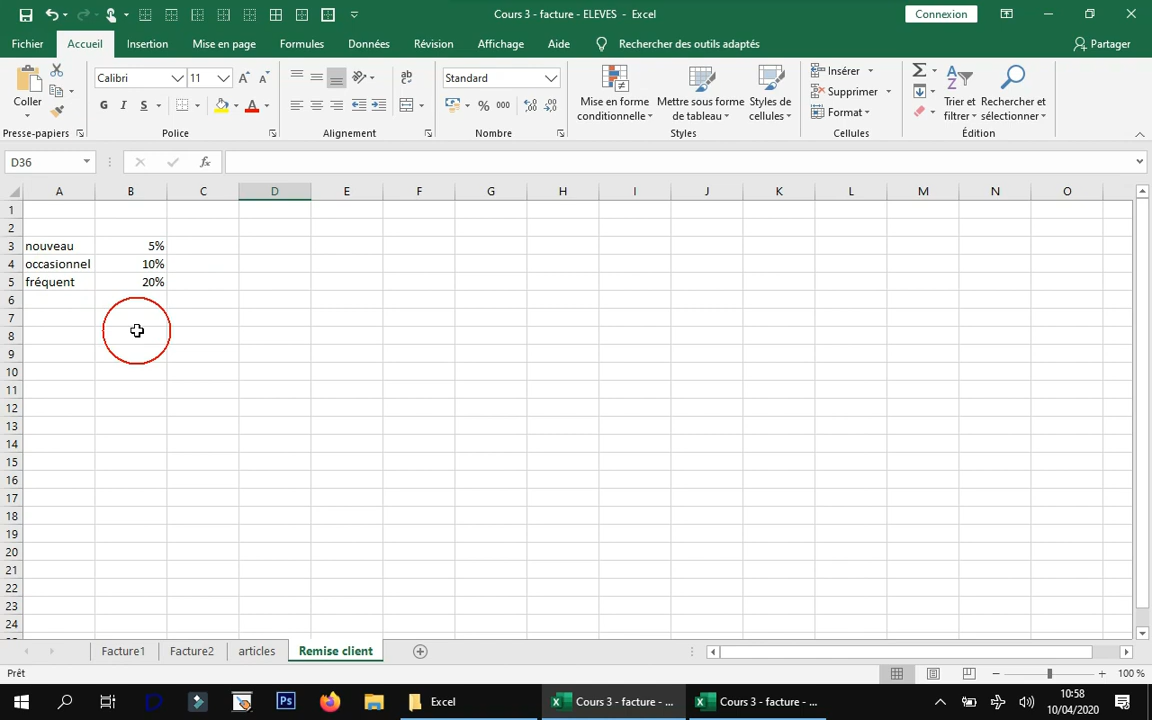 Cours 3 - facture - ELEVES - Excel
Connexion
Fichier
Accueil
Insertion
Mise en page
Formules
Données
Révision
Affichage
Aide
Rechercher des outils adaptés
Partager
Coller
Calibri
11
Standard
Mise en forme conditionnelle
Mettre sous forme de tableau
Styles de cellules
Insérer
Supprimer
Format
Trier et filtrer
Rechercher et sélectionner
Presse-papiers
Police
Alignement
Nombre
Styles
Cellules
Édition
D36
fx
A B C D E F G H I J K L M N O
1
2
3 nouveau 5%
4 occasionnel 10%
5 fréquent 20%
6
7
8
9
10
11
12
13
14
15
16
17
18
19
20
21
22
23
24
Facture1
Facture2
articles
Remise client
Prêt
100 %
Excel
Cours 3 - facture - ...
Cours 3 - facture - ...
10:58
10/04/2020